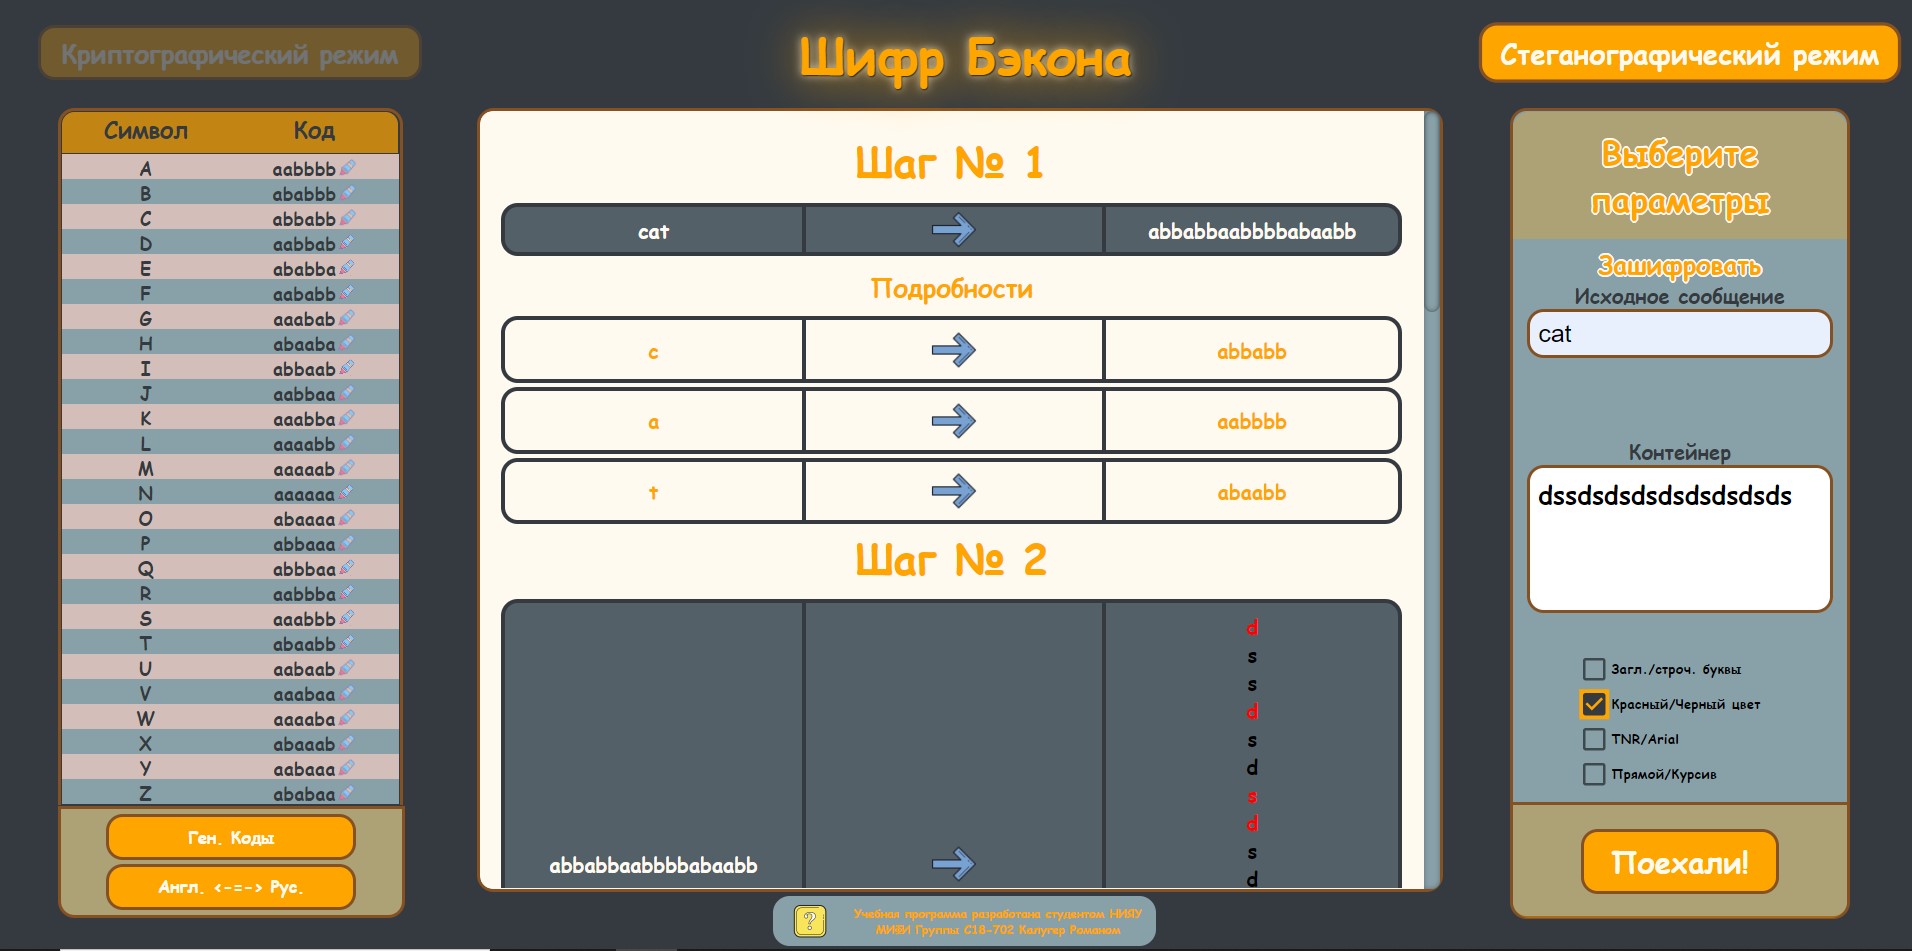 Криптографический режим
Шифр Бэкона
Стеганографический режим
Символ Код
A aabbbb
B ababbb
C abbabb
D aabbab
E ababba
F aababb
G aaabab
H abaaba
I abbaab
J aabbaa
K aaabba
L aaaabb
M aaaaab
N aaaaaa
O abaaaa
P abbaaa
Q abbbaa
R aabbba
S aaabbb
T abaabb
U aabaab
V aaabaa
W aaaaba
X abaaab
Y aabaaa
Z ababaa
Ген. Коды
Англ. <-=-> Рус.
Шаг № 1
cat abbabbaabbbbabaabb
Подробности
c abbabb
a aabbbb
t abaabb
Шаг № 2
d
s
s
d
s
d
s
d
s
d
abbabbaabbbbabaabb
Выберите
параметры
Зашифровать
Исходное сообщение
cat
Контейнер
dssdsdsdsdsdsdsdsds
Загл./строч. буквы
Красный/Черный цвет
TNR/Arial
Прямой/Курсив
Поехали!
?
Учебная программа разработана студентом НИЯУ
МИФИ Группы С18-702 Калугер Романом